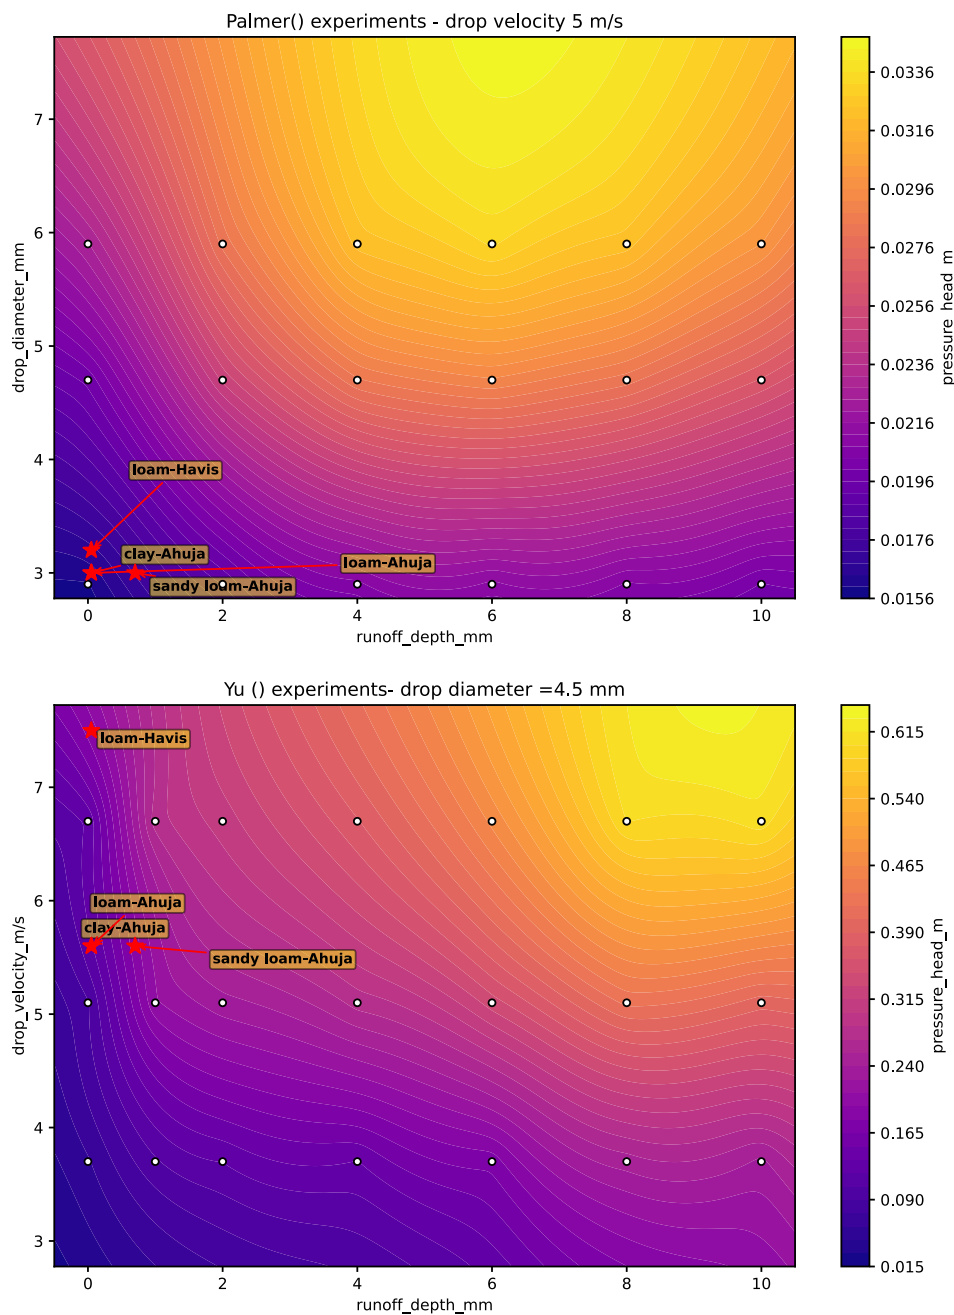 Palmer() experiments - drop velocity 5 m/s
drop_diameter_mm
7
6
5
4
3
loam-Havis
clay-Ahuja
loam-Ahuja
sandy loam-Ahuja
0 2 4 6 8 10
runoff_depth_mm
0.0336
0.0316
0.0296
0.0276
0.0256
0.0236
0.0216
0.0196
0.0176
0.0156
pressure_head_m
Yu () experiments- drop diameter =4.5 mm
drop_velocity_m/s
7
6
5
4
3
loam-Havis
loam-Ahuja
clay-Ahuja
sandy loam-Ahuja
0 2 4 6 8 10
runoff_depth_mm
0.615
0.540
0.465
0.390
0.315
0.240
0.165
0.090
0.015
pressure_head_m